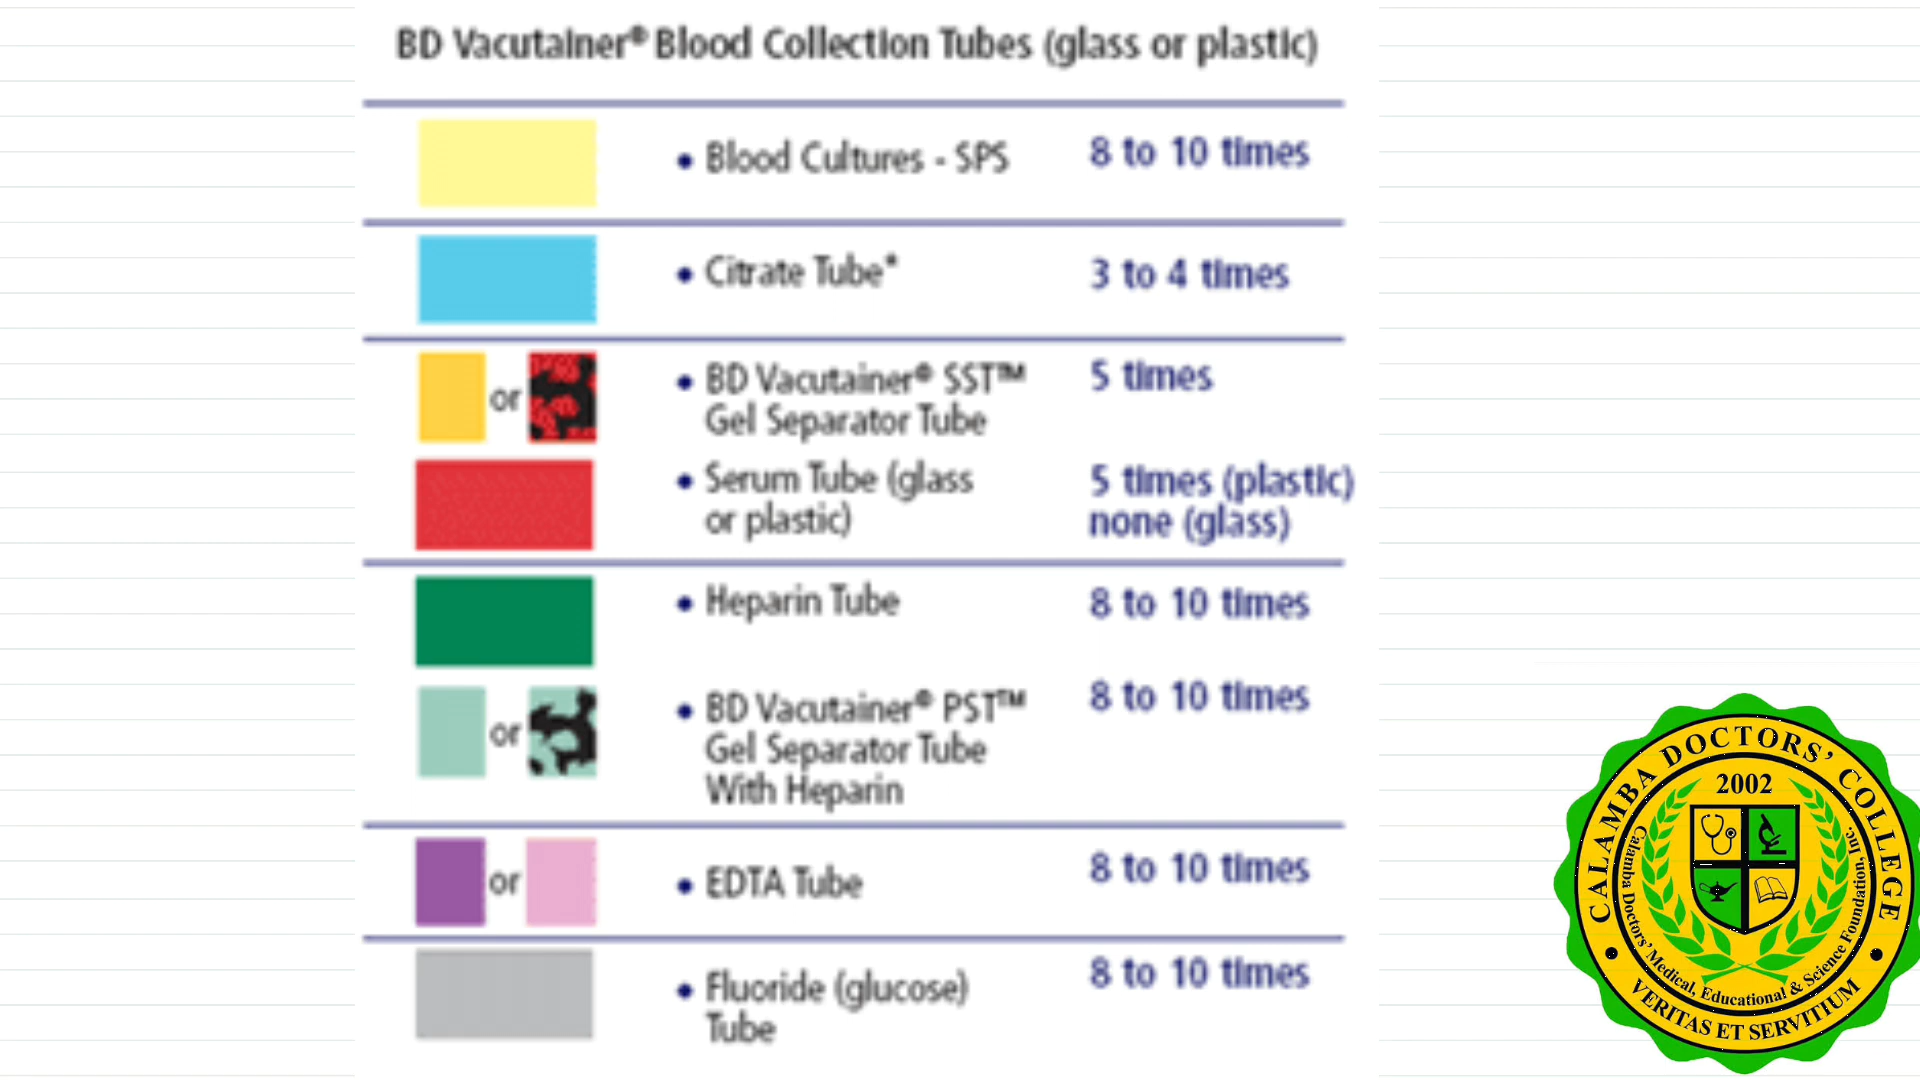 BD Vacutainer® Blood Collection Tubes (glass or plastic)
• Blood Cultures - SPS 8 to 10 times
• Citrate Tube* 3 to 4 times
or • BD Vacutainer® SST™ 5 times
Gel Separator Tube
• Serum Tube (glass 5 times (plastic)
or plastic) none (glass)
• Heparin Tube 8 to 10 times
or • BD Vacutainer® PST™ 8 to 10 times
Gel Separator Tube
With Heparin
or • EDTA Tube 8 to 10 times
• Fluoride (glucose) 8 to 10 times
Tube
CALAMBA DOCTORS' COLLEGE
2002
Calamba Doctors' Medical, Educational & Science Foundation, Inc.
VERITAS ET SERVITIUM